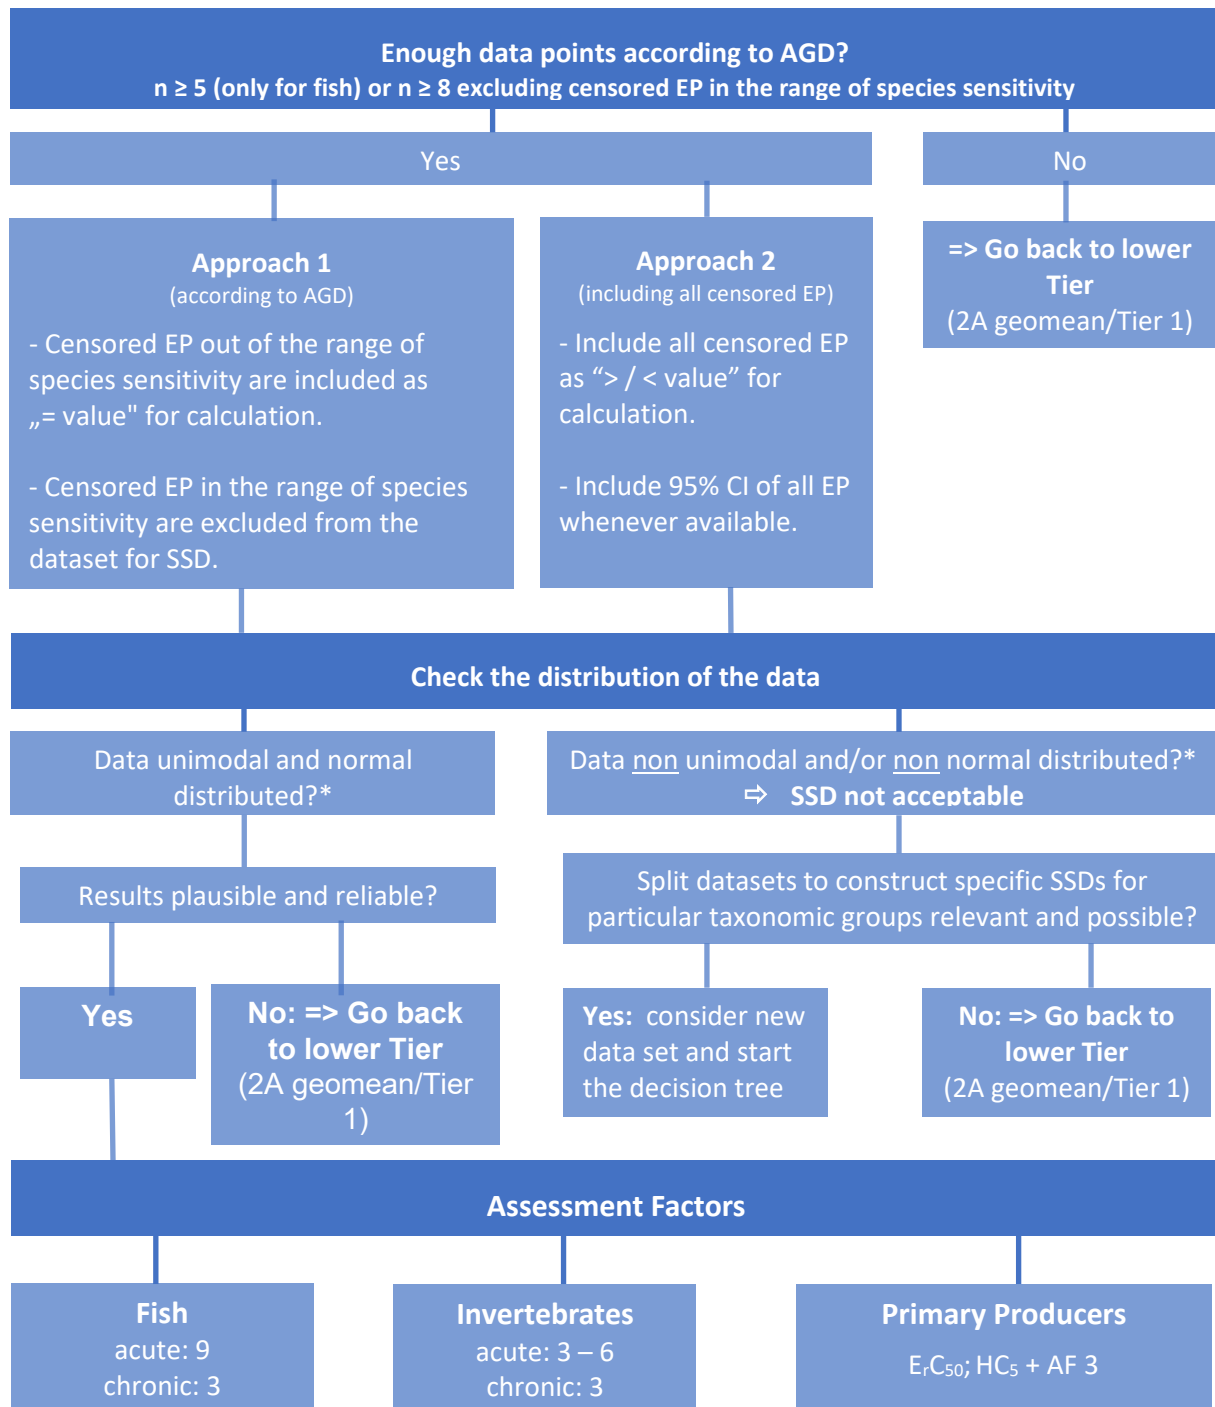 Enough data points according to AGD?
n ≥ 5 (only for fish) or n ≥ 8 excluding censored EP in the range of species sensitivity
Yes
No
Approach 1
(according to AGD)
- Censored EP out of the range of
species sensitivity are included as
„= value" for calculation.
- Censored EP in the range of species
sensitivity are excluded from the
dataset for SSD.
Approach 2
(including all censored EP)
- Include all censored EP
as “> / < value” for
calculation.
- Include 95% CI of all EP
whenever available.
=> Go back to lower
Tier
(2A geomean/Tier 1)
Check the distribution of the data
Data unimodal and normal
distributed?*
Data non unimodal and/or non normal distributed?*
⇨ SSD not acceptable
Results plausible and reliable?
Split datasets to construct specific SSDs for
particular taxonomic groups relevant and possible?
Yes
No: => Go back
to lower Tier
(2A geomean/Tier
1)
Yes: consider new
data set and start
the decision tree
No: => Go back to
lower Tier
(2A geomean/Tier 1)
Assessment Factors
Fish
acute: 9
chronic: 3
Invertebrates
acute: 3 – 6
chronic: 3
Primary Producers
EᵣC₅₀; HC₅ + AF 3